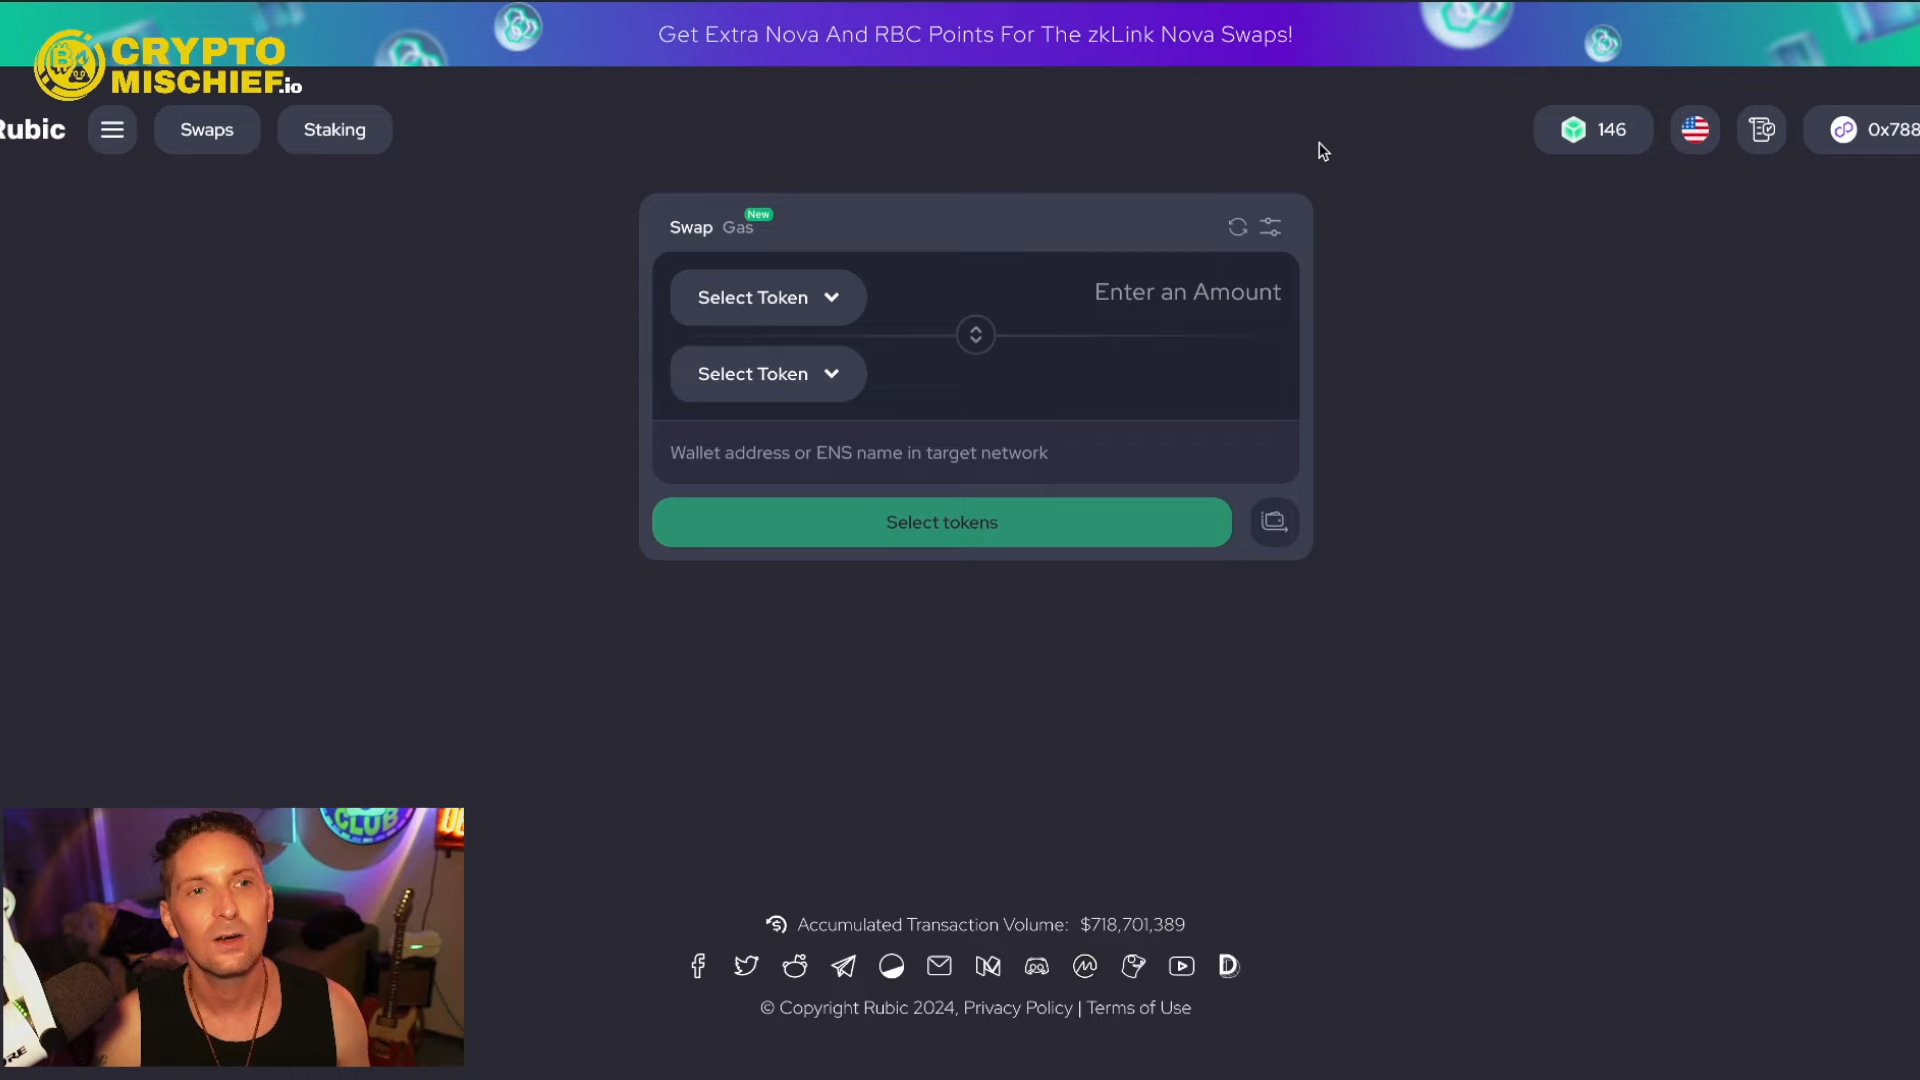 Get Extra Nova And RBC Points For The zkLink Nova Swaps!
CRYPTO
MISCHIEF.io
Rubic
Swaps
Staking
146
0x788
Swap
Gas
New
Select Token
Enter an Amount
Select Token
Wallet address or ENS name in target network
Select tokens
CLUB
Accumulated Transaction Volume: $718,701,389
© Copyright Rubic 2024, Privacy Policy | Terms of Use